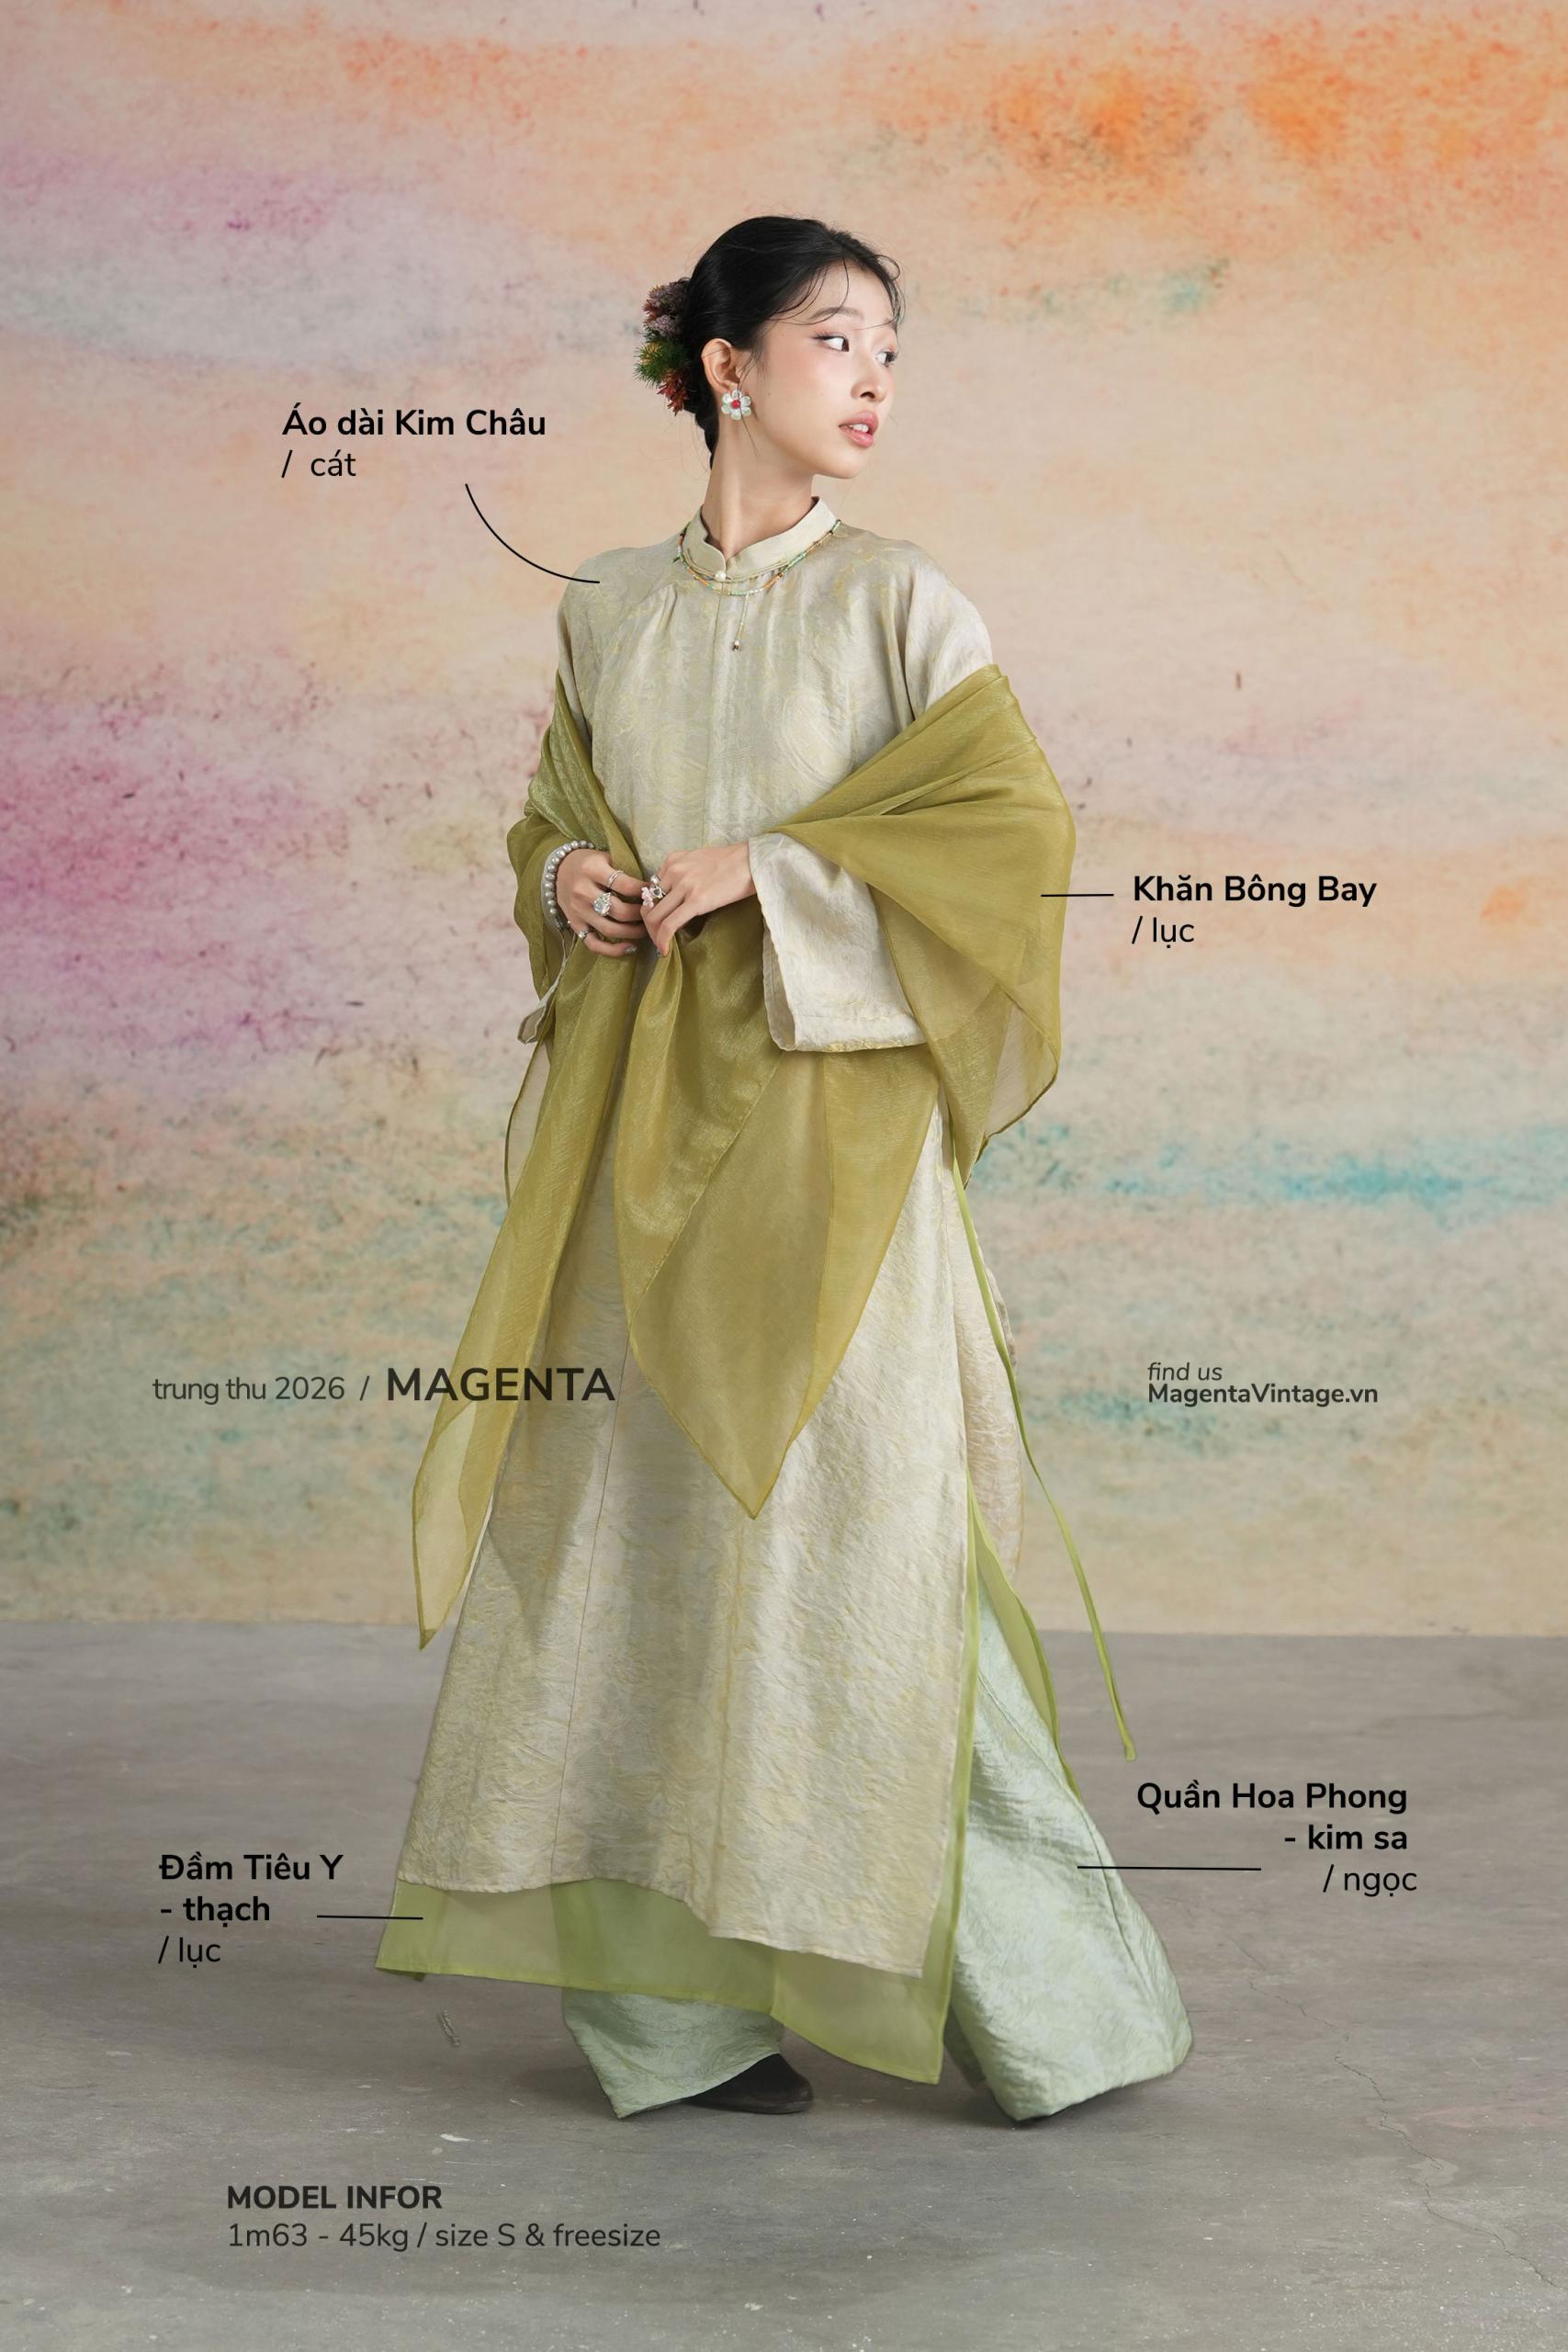 Áo dài Kim Châu
/ cát
Khăn Bông Bay
/ lục
trung thu 2026 / MAGENTA
find us
MagentaVintage.vn
Quần Hoa Phong
- kim sa
/ ngọc
Đầm Tiêu Y
- thạch
/ lục
MODEL INFOR
1m63 - 45kg / size S & freesize